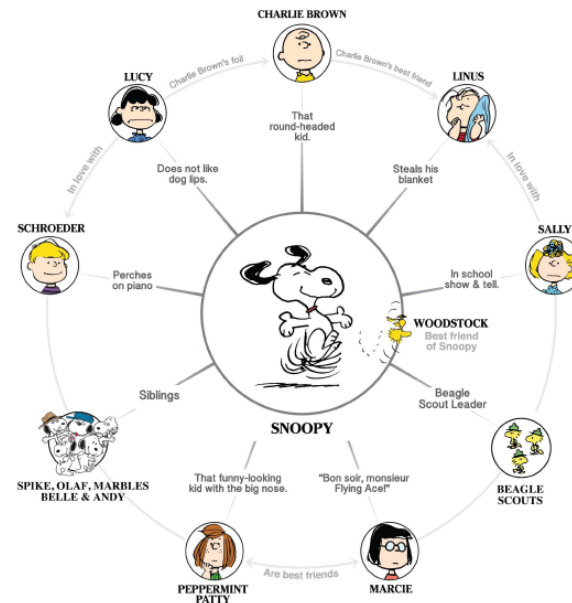 CHARLIE BROWN
Charlie Brown's foil
Charlie Brown's best friend
LUCY
LINUS
That
round-headed
kid.
Does not like
dog lips.
Steals his
blanket
In love with
In love with
SCHROEDER
SALLY
Perches
on piano
In school
show & tell.
WOODSTOCK
Best friend
of Snoopy
Siblings
Beagle
Scout Leader
SNOOPY
SPIKE, OLAF, MARBLES
BELLE & ANDY
That funny-looking
kid with the big nose.
"Bon soir, monsieur
Flying Ace!"
BEAGLE
SCOUTS
Are best friends
PEPPERMINT
PATTY
MARCIE